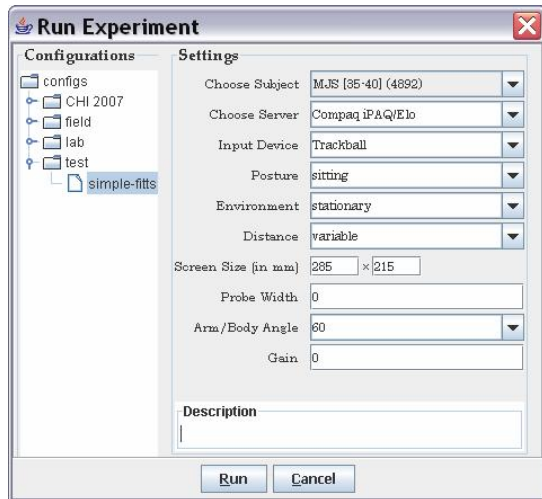 Run Experiment
Configurations
configs
CHI 2007
field
lab
test
simple-fitts
Settings
Choose Subject MJS [35-40] (4892)
Choose Server Compaq iPAQ/Elo
Input Device Trackball
Posture sitting
Environment stationary
Distance variable
Screen Size (in mm) 285 × 215
Probe Width 0
Arm/Body Angle 60
Gain 0
Description
Run Cancel